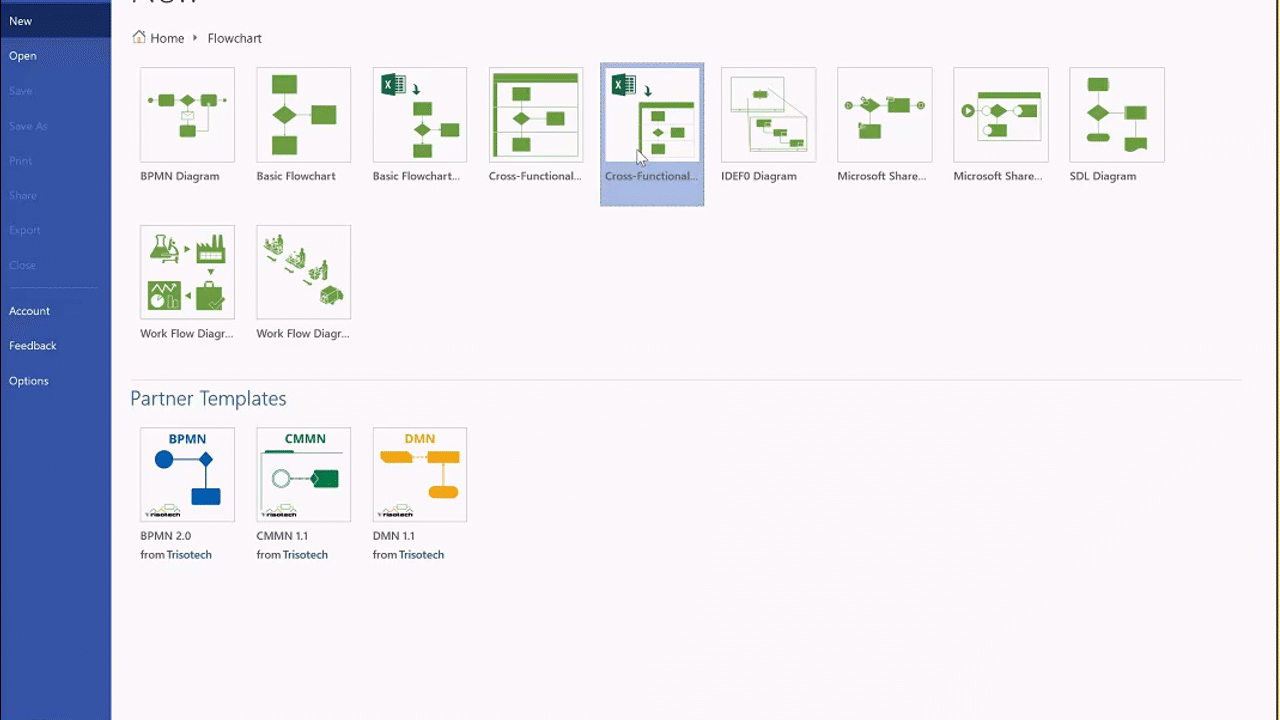 New
Open
Save
Save As
Print
Share
Export
Close
Account
Feedback
Options
Home
Flowchart
BPMN Diagram
Basic Flowchart
Basic Flowchart...
Cross-Functional...
Cross-Functional...
IDEF0 Diagram
Microsoft Share...
Microsoft Share...
SDL Diagram
Work Flow Diagr...
Work Flow Diagr...
Partner Templates
BPMN
CMMN
DMN
Trisotech
Trisotech
Trisotech
BPMN 2.0
from Trisotech
CMMN 1.1
from Trisotech
DMN 1.1
from Trisotech